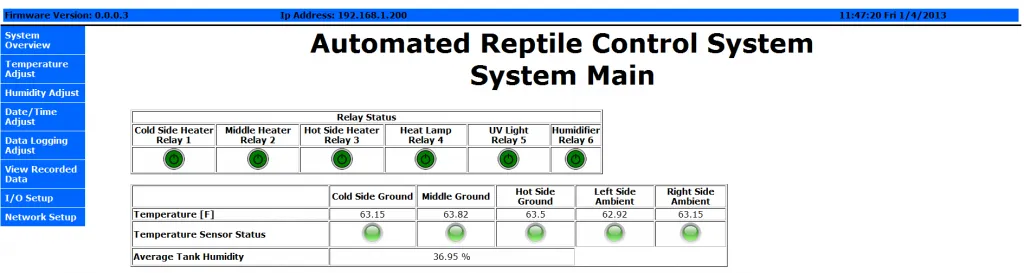 Firmware Version: 0.0.0.3 Ip Address: 192.168.1.200 11:47:20 Fri 1/4/2013
System
Overview
Temperature
Adjust
Humidity Adjust
Date/Time
Adjust
Data Logging
Adjust
View Recorded
Data
I/O Setup
Network Setup
Automated Reptile Control System
System Main
Relay Status
Cold Side Heater Middle Heater Hot Side Heater Heat Lamp UV Light Humidifier
Relay 1 Relay 2 Relay 3 Relay 4 Relay 5 Relay 6
Cold Side Ground Middle Ground Hot Side Ground Left Side Ambient Right Side Ambient
Temperature [F] 63.15 63.82 63.5 62.92 63.15
Temperature Sensor Status
Average Tank Humidity 36.95 %